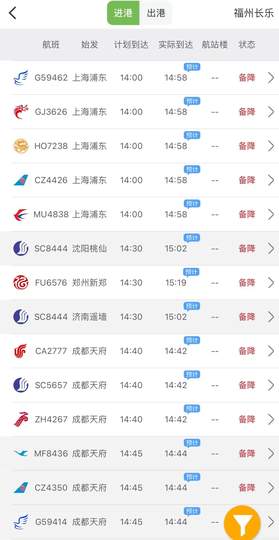 进港 出港 福州长乐
航班 始发 计划到达 实际到达 航站楼 状态
预计
G59462 上海浦东 14:00 14:58 -- 备降
预计
GJ3626 上海浦东 14:00 14:58 -- 备降
预计
HO7238 上海浦东 14:00 14:58 -- 备降
预计
CZ4426 上海浦东 14:00 14:58 -- 备降
预计
MU4838 上海浦东 14:00 14:58 -- 备降
预计
SC8444 沈阳桃仙 14:30 15:02 -- 备降
预计
FU6576 郑州新郑 14:30 15:19 -- 备降
预计
SC8444 济南遥墙 14:30 15:02 -- 备降
预计
CA2777 成都天府 14:40 14:42 -- 备降
预计
SC5657 成都天府 14:40 14:42 -- 备降
预计
ZH4267 成都天府 14:40 14:42 -- 备降
预计
MF8436 成都天府 14:45 14:44 -- 备降
预计
CZ4350 成都天府 14:45 14:44 -- 备降
预计
G59414 成都天府 14:45 14:44 --